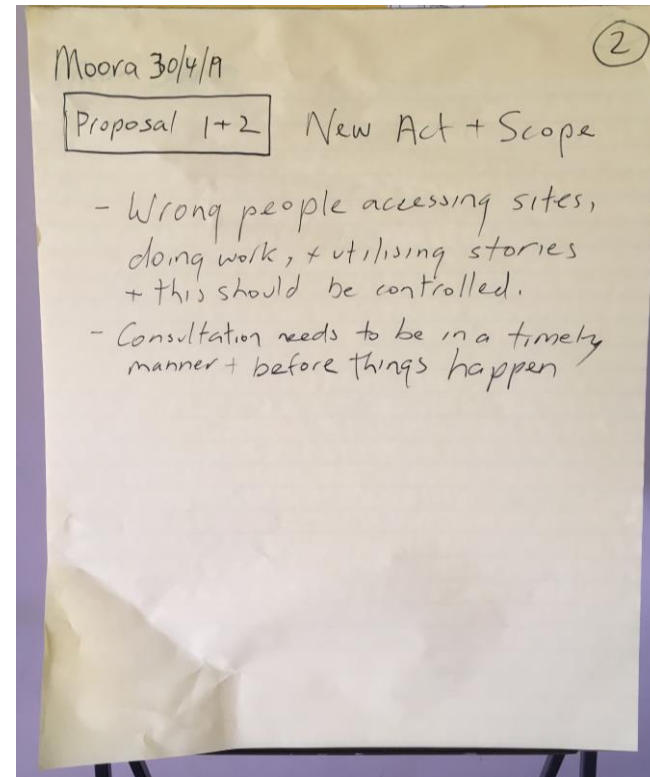 2
Moora 30/4/19
Proposal 1+2 New Act + Scope
- Wrong people accessing sites,
doing work, + utilising stories
+ this should be controlled.
- Consultation needs to be in a timely
manner + before things happen